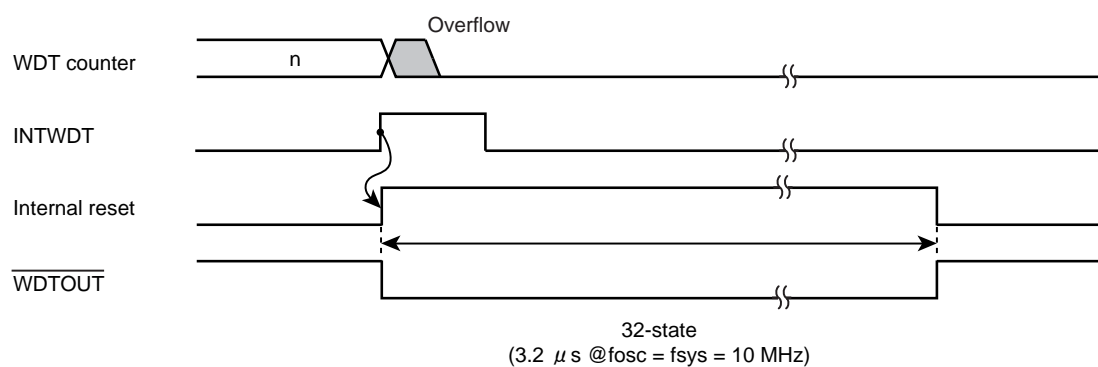 Overflow
WDT counter
n
INTWDT
Internal reset
WDTOUT
32-state
(3.2 μs @fosc = fsys = 10 MHz)